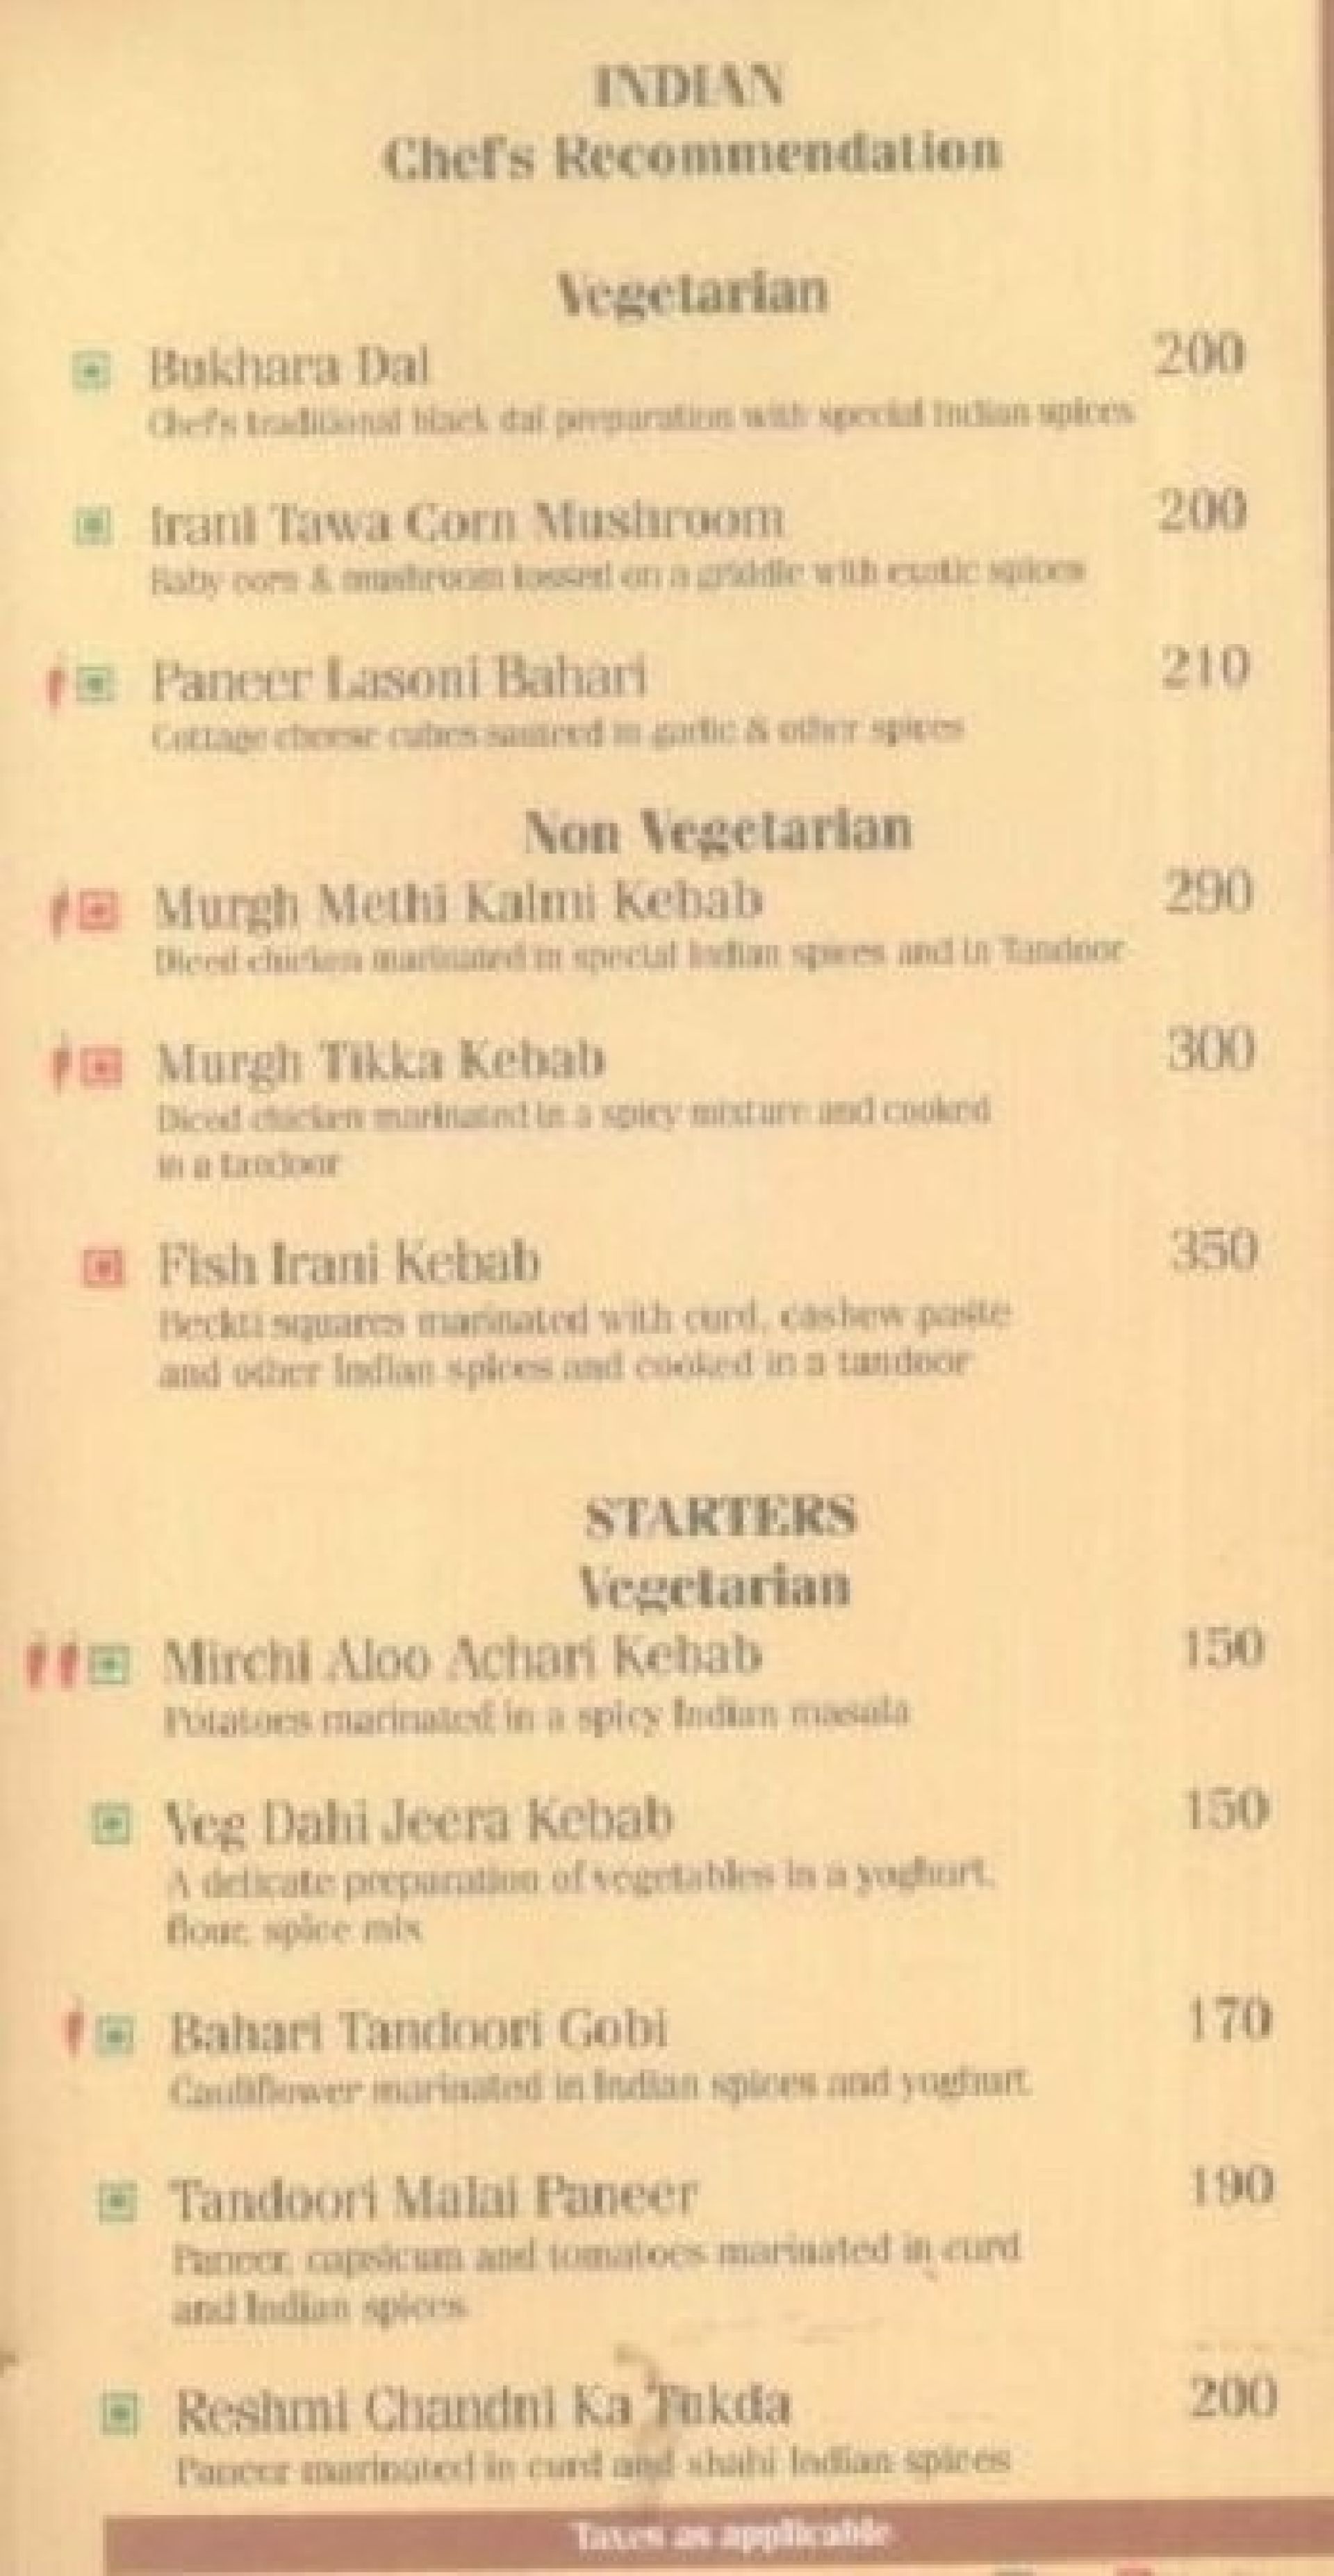 INDIAN
Chef's Recommendation
Vegetarian
Bukhara Dal 200
Chef's traditional black dal preparation with special Indian spices
Irani Tawa Corn Mushroom 200
Baby corn & mushroom tossed on a griddle with exotic spices
Paneer Lasoni Bahari 210
Cottage cheese cubes sauteed in garlic & other spices
Non Vegetarian
Murgh Methi Kalmi Kebab 290
Diced chicken marinated in special Indian spices and in Tandoor
Murgh Tikka Kebab 300
Diced chicken marinated in a spicy mixture and cooked
in a tandoor
Fish Irani Kebab 350
Beckti squares marinated with curd, cashew paste
and other Indian spices and cooked in a tandoor
STARTERS
Vegetarian
Mirchi Aloo Achari Kebab 150
Potatoes marinated in a spicy Indian masala
Veg Dahi Jeera Kebab 150
A delicate preparation of vegetables in a yoghurt,
flour, spice mix
Bahari Tandoori Gobi 170
Cauliflower marinated in Indian spices and yoghurt
Tandoori Malai Paneer 190
Paneer, capsicum and tomatoes marinated in curd
and Indian spices
Reshmi Chandni Ka Tukda 200
Paneer marinated in curd and shahi Indian spices
Taxes as applicable